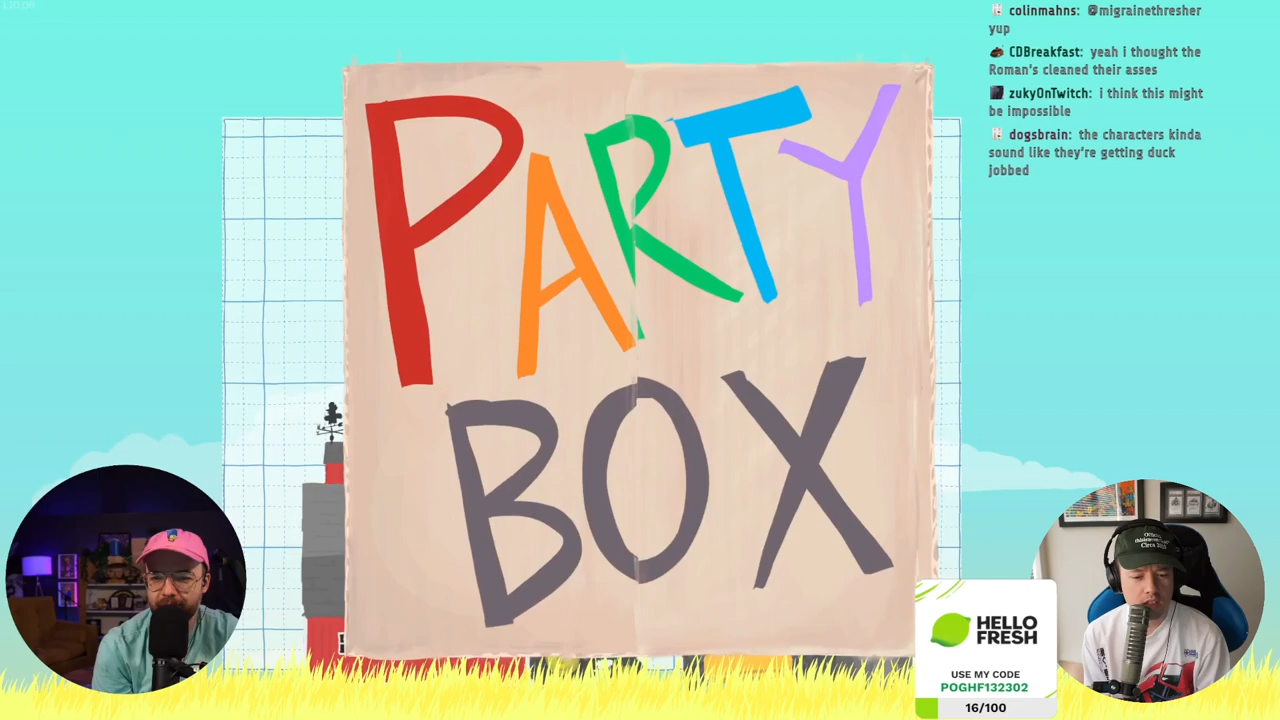 colinmahns: @migrainethresher
yup
CDBreakfast: yeah i thought the
Roman's cleaned their asses
zukyOnTwitch: i think this might
be impossible
dogsbrain: the characters kinda
sound like they're getting duck
jobbed
PARTY
BOX
HELLO
FRESH
USE MY CODE
POGHF132302
16/100